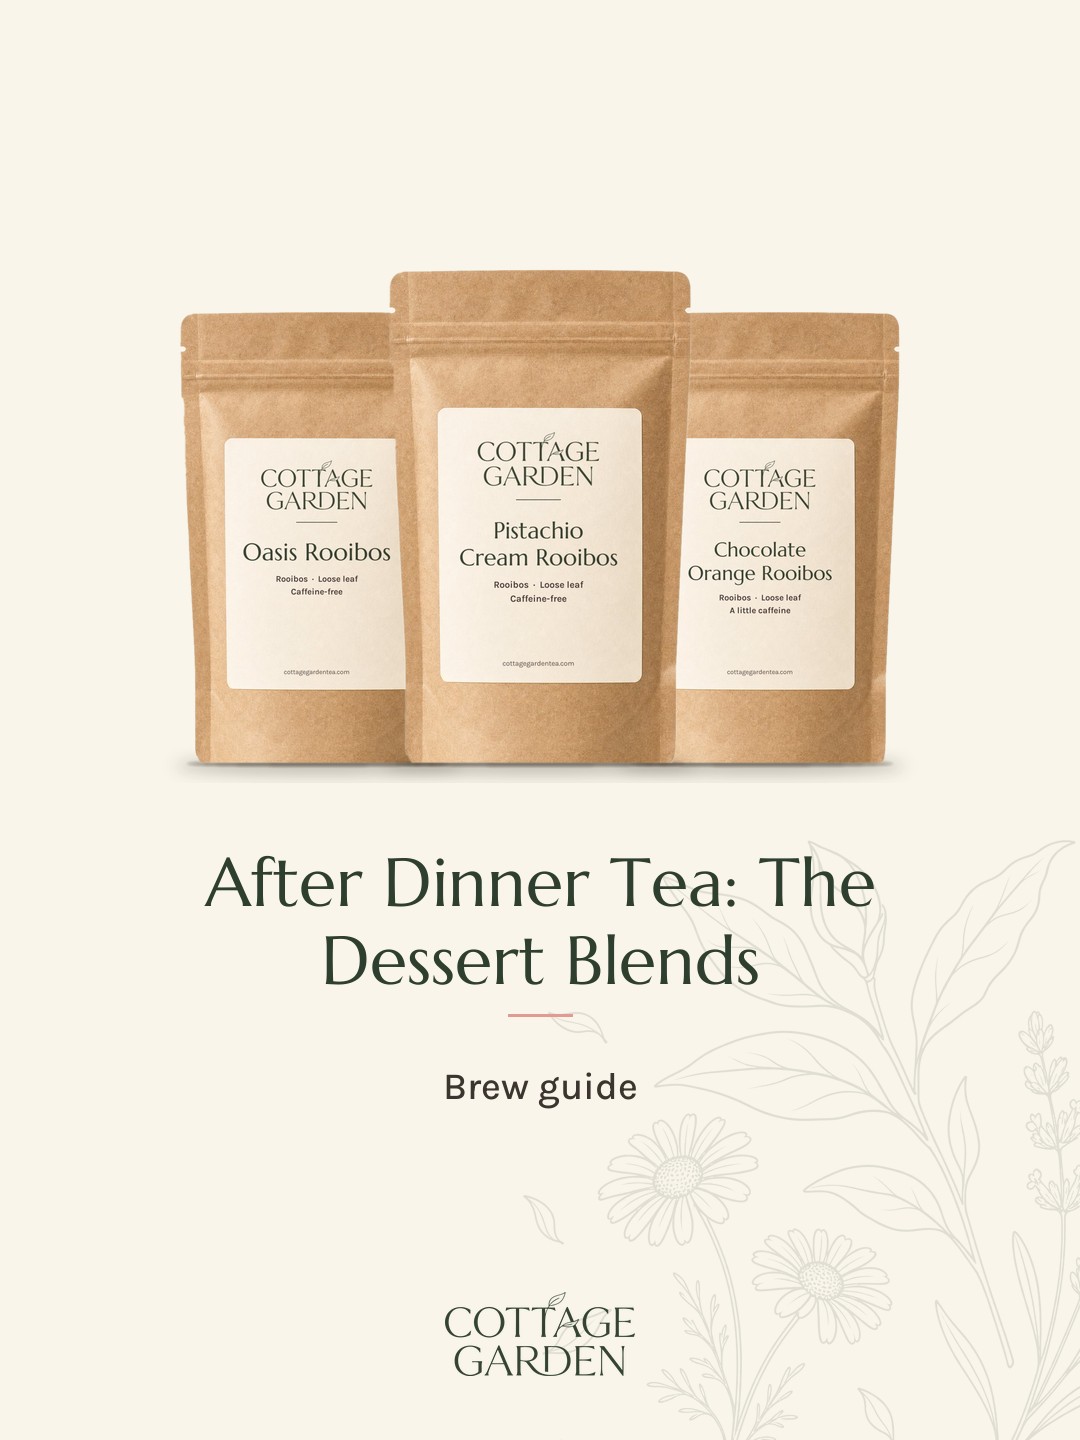 COTTAGE
GARDEN
Oasis Rooibos
Rooibos · Loose leaf
Caffeine-free
cottagegardentea.com
COTTAGE
GARDEN
Pistachio
Cream Rooibos
Rooibos · Loose leaf
Caffeine-free
cottagegardentea.com
COTTAGE
GARDEN
Chocolate
Orange Rooibos
Rooibos · Loose leaf
A little caffeine
cottagegardentea.com
After Dinner Tea: The
Dessert Blends
Brew guide
COTTAGE
GARDEN